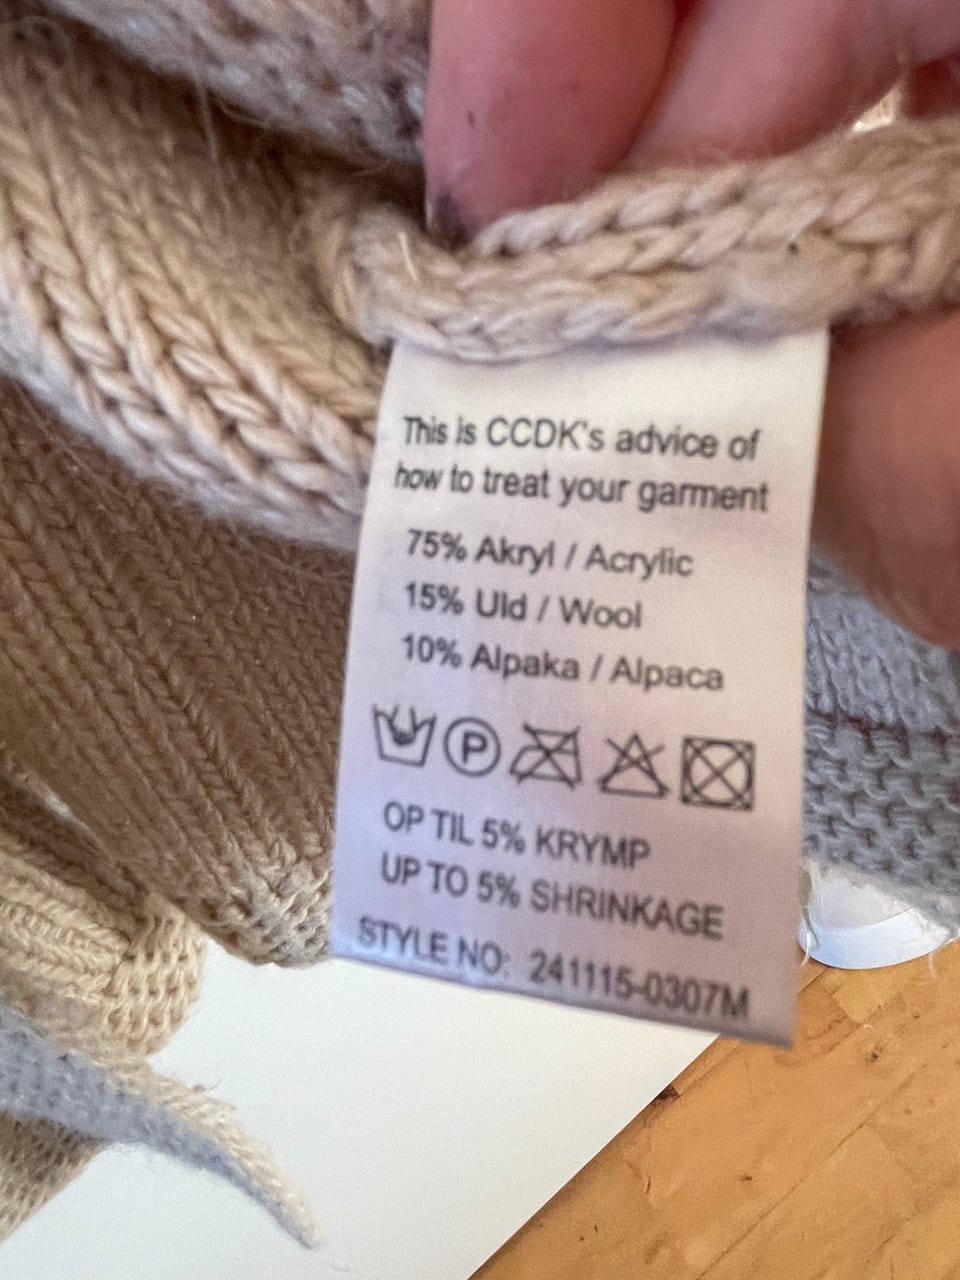 This is CCDK's advice of
how to treat your garment
75% Akryl / Acrylic
15% Uld / Wool
10% Alpaka / Alpaca
P
OP TIL 5% KRYMP
UP TO 5% SHRINKAGE
STYLE NO: 241115-0307M